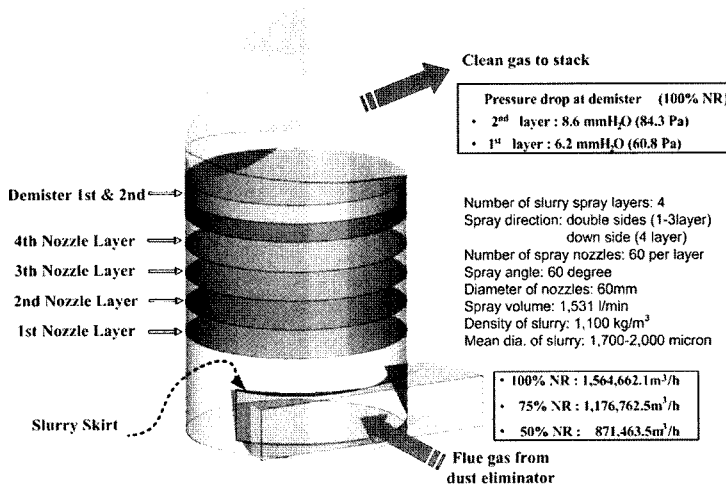 Clean gas to stack
Pressure drop at demister (100% NR)
• 2nd layer : 8.6 mmH2O (84.3 Pa)
• 1st layer : 6.2 mmH2O (60.8 Pa)
Demister 1st & 2nd
4th Nozzle Layer
3th Nozzle Layer
2nd Nozzle Layer
1st Nozzle Layer
Number of slurry spray layers: 4
Spray direction: double sides (1-3layer)
down side (4 layer)
Number of spray nozzles: 60 per layer
Spray angle: 60 degree
Diameter of nozzles: 60mm
Spray volume: 1,531 l/min
Density of slurry: 1,100 kg/m³
Mean dia. of slurry: 1,700-2,000 micron
• 100% NR : 1,564,662.1m³/h
• 75% NR : 1,176,762.5m³/h
• 50% NR : 871,463.5m³/h
Slurry Skirt
Flue gas from
dust eliminator